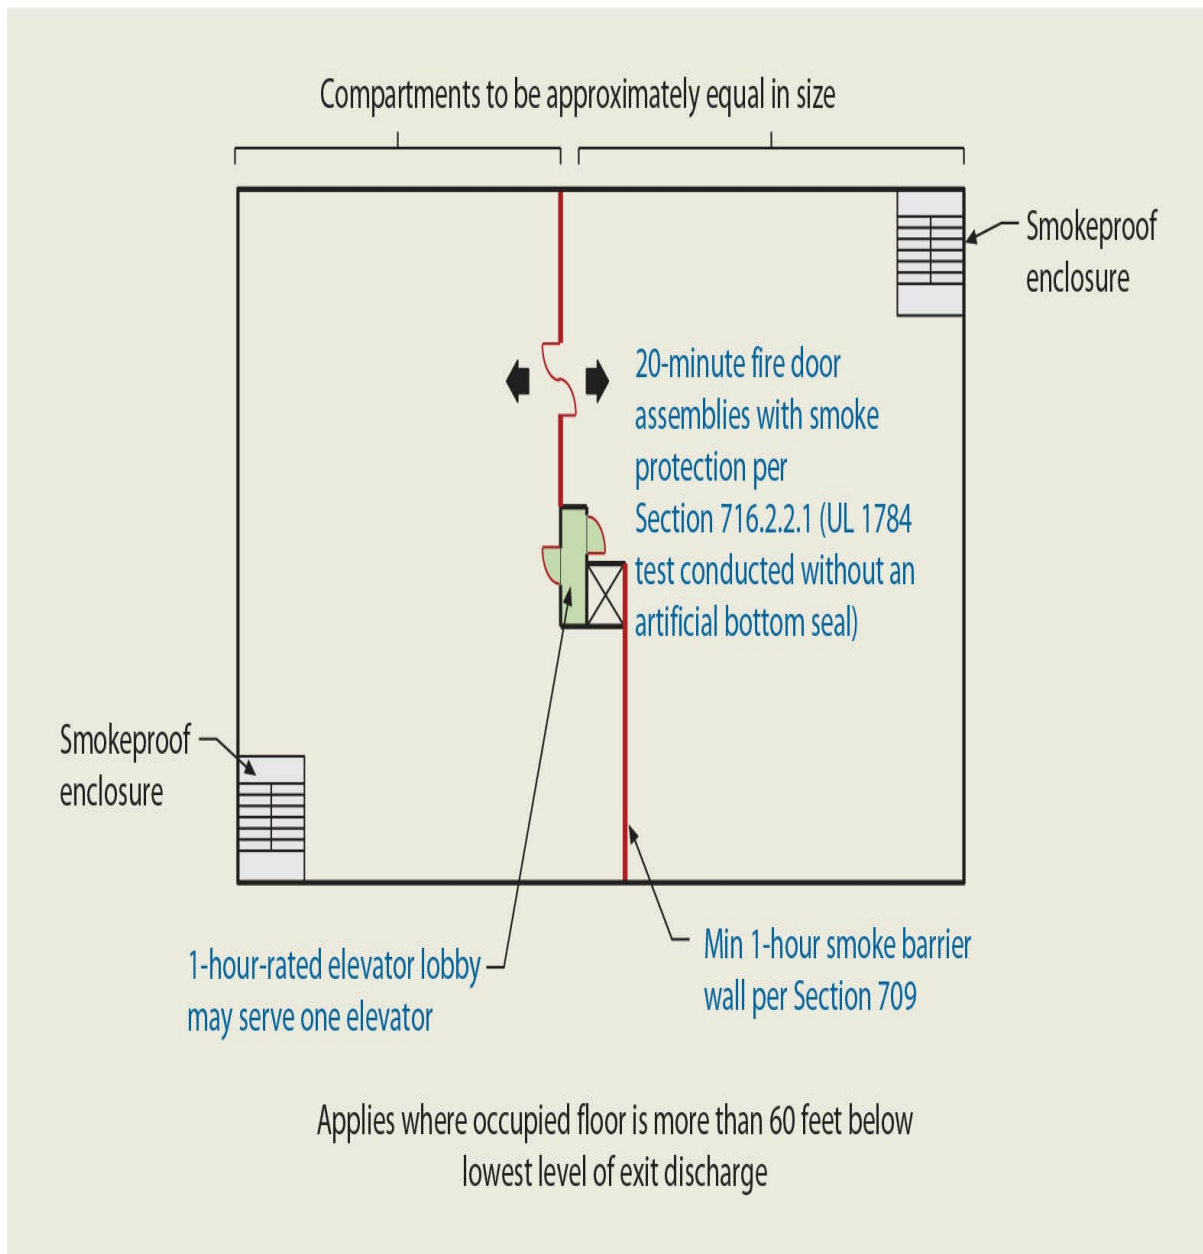 Compartments to be approximately equal in size
Smokeproof
enclosure
20-minute fire door
assemblies with smoke
protection per
Section 716.2.2.1 (UL 1784
test conducted without an
artificial bottom seal)
Smokeproof
enclosure
1-hour-rated elevator lobby
may serve one elevator
Min 1-hour smoke barrier
wall per Section 709
Applies where occupied floor is more than 60 feet below
lowest level of exit discharge